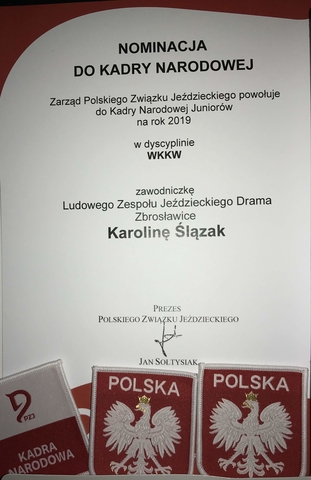 NOMINACJA
DO KADRY NARODOWEJ
Zarząd Polskiego Związku Jeździeckiego powołuje
do Kadry Narodowej Juniorów
na rok 2019
w dyscyplinie
WKKW
zawodniczkę
Ludowego Zespołu Jeździeckiego Drama
Zbrosławice
Karolinę Ślązak
PREZES
POLSKIEGO ZWIĄZKU JEŹDZIECKIEGO
JAN SOŁTYSIAK
PZJ
KADRA
NARODOWA
POLSKA
POLSKA